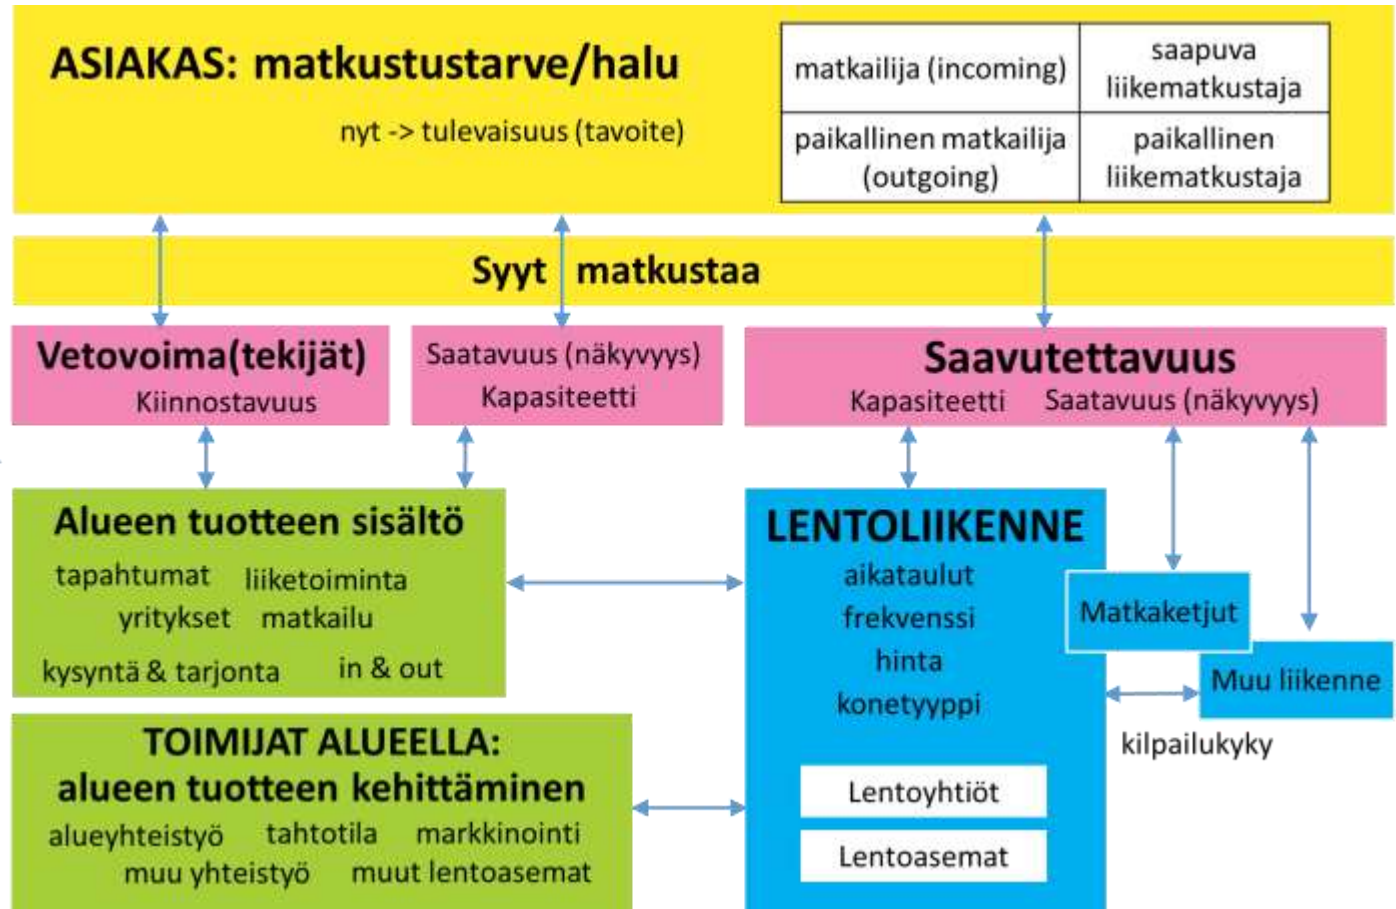 ASIAKAS: matkustustarve/halu
nyt -> tulevaisuus (tavoite)
matkailija (incoming)
saapuva
liikematkustaja
paikallinen matkailija
(outgoing)
paikallinen
liikematkustaja
Syyt matkustaa
Vetovoima(tekijät)
Kiinnostavuus
Saatavuus (näkyvyys)
Kapasiteetti
Saavutettavuus
Kapasiteetti Saatavuus (näkyvyys)
Alueen tuotteen sisältö
tapahtumat liiketoiminta
yritykset matkailu
kysyntä & tarjonta in & out
TOIMIJAT ALUEELLA:
alueen tuotteen kehittäminen
alueyhteistyö tahtotila markkinointi
muu yhteistyö muut lentoasemat
LENTOLIIKENNE
aikataulut
frekvenssi
hinta
konetyyppi
Lentoyhtiöt
Lentoasemat
Matkaketjut
Muu liikenne
kilpailukyky